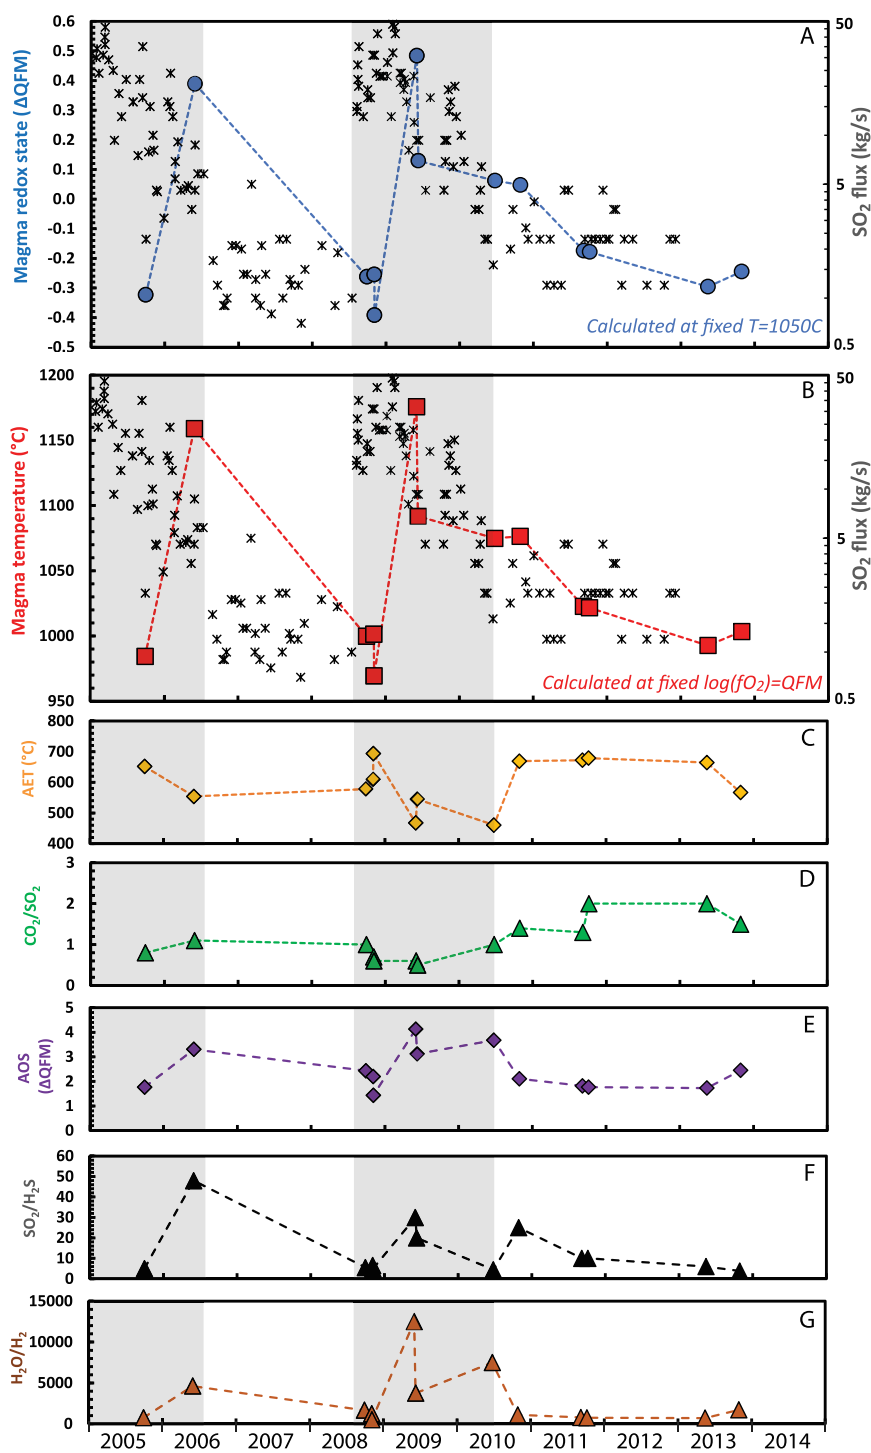 A
Magma redox state (ΔQFM)
0.6
0.5
0.4
0.3
0.2
0.1
0.0
-0.1
-0.2
-0.3
-0.4
-0.5
50
5
0.5
SO2 flux (kg/s)
Calculated at fixed T=1050C
B
Magma temperature (°C)
1200
1150
1100
1050
1000
950
50
5
0.5
SO2 flux (kg/s)
Calculated at fixed log(fO2)=QFM
C
AET (°C)
800
700
600
500
400
D
CO2/SO2
3
2
1
0
E
AOS
(ΔQFM)
5
4
3
2
1
0
F
SO2/H2S
60
50
40
30
20
10
0
G
H2O/H2
15000
10000
5000
0
2005 2006 2007 2008 2009 2010 2011 2012 2013 2014